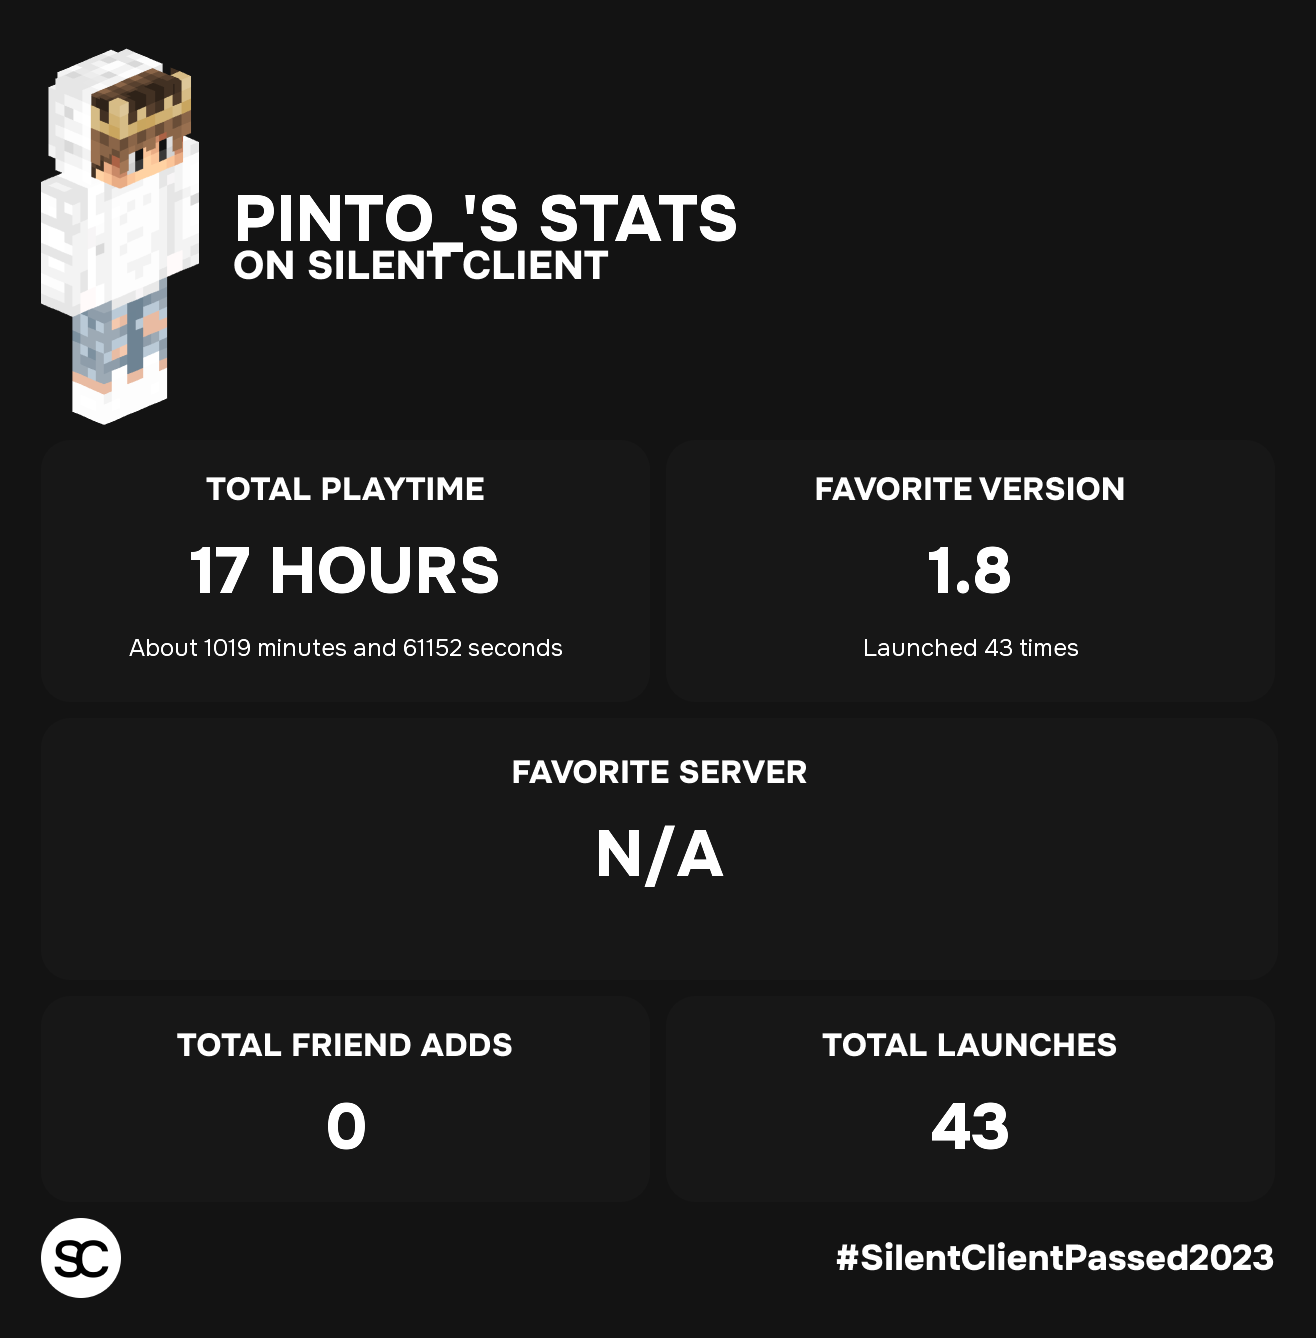 PINTO_'S STATS
ON SILENT CLIENT
TOTAL PLAYTIME
17 HOURS
About 1019 minutes and 61152 seconds
FAVORITE VERSION
1.8
Launched 43 times
FAVORITE SERVER
N/A
TOTAL FRIEND ADDS
0
TOTAL LAUNCHES
43
SC
#SilentClientPassed2023